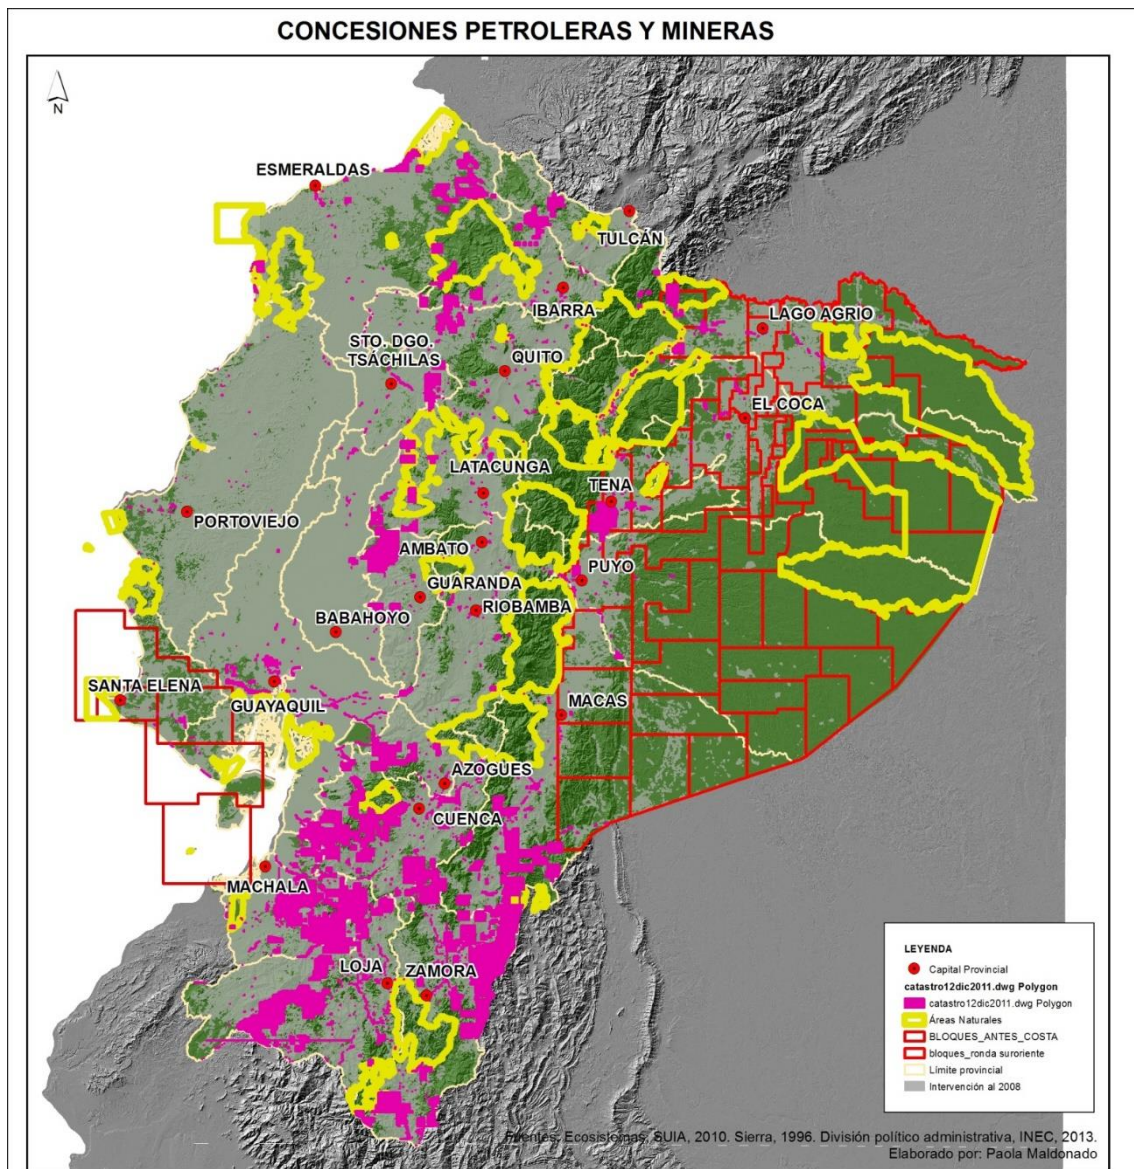 CONCESIONES PETROLERAS Y MINERAS
N
ESMERALDAS
TULCÁN
IBARRA
LAGO AGRIO
STO. DGO.
TSÁCHILAS
QUITO
EL COCA
LATACUNGA
TENA
PORTOVIEJO
AMBATO
PUYO
GUARANDA
RIOBAMBA
BABAHOYO
SANTA ELENA
GUAYAQUIL
MACAS
AZOGUES
CUENCA
MACHALA
LOJA
ZAMORA
LEYENDA
Capital Provincial
catastro12dic2011.dwg Polygon
catastro12dic2011.dwg Polygon
Áreas Naturales
BLOQUES_ANTES_COSTA
bloques_ronda suroriente
Límite provincial
Intervención al 2008
Fuentes: Ecosistemas, SUIA, 2010. Sierra, 1996. División político administrativa, INEC, 2013.
Elaborado por: Paola Maldonado